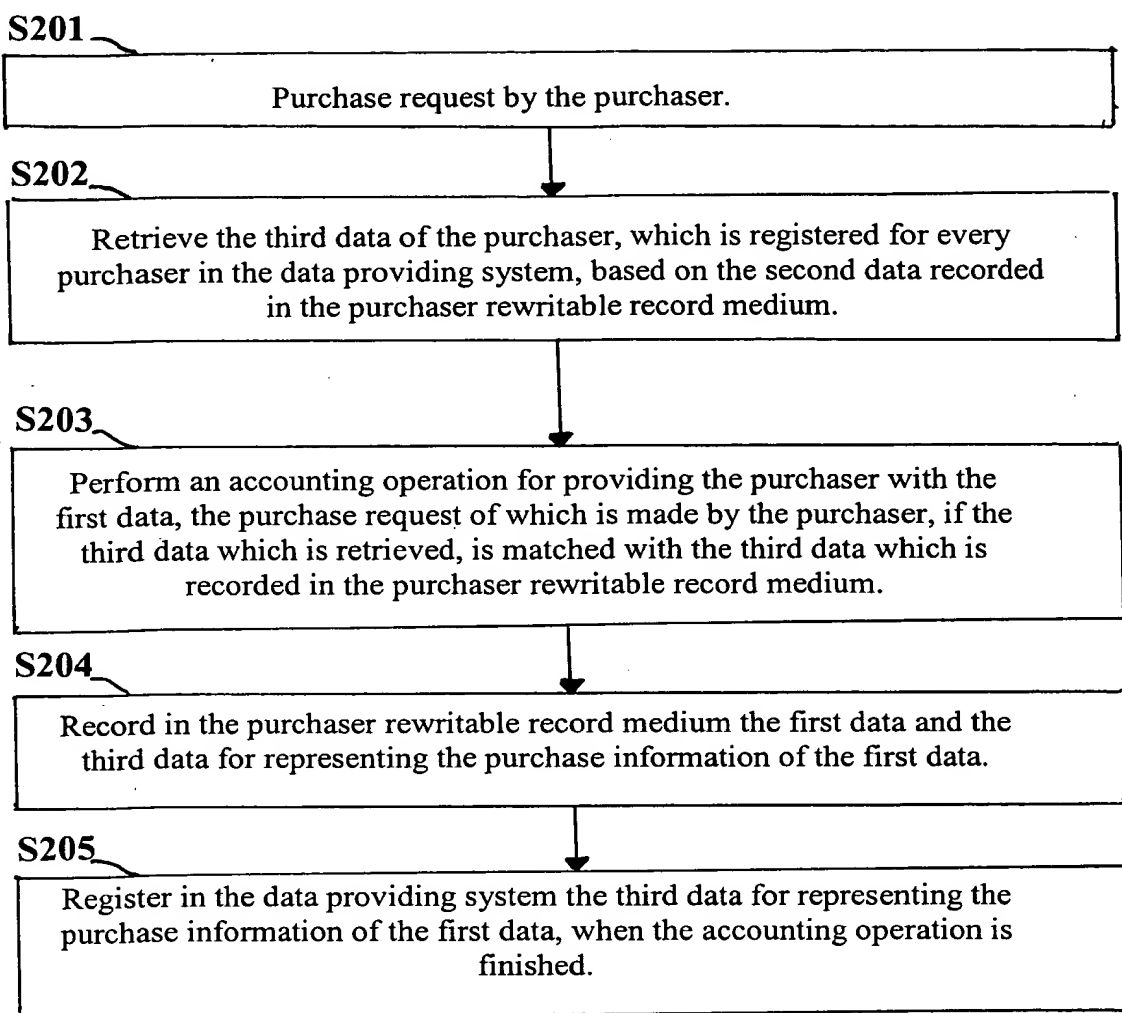 S201
Purchase request by the purchaser.
S202
Retrieve the third data of the purchaser, which is registered for every
purchaser in the data providing system, based on the second data recorded
in the purchaser rewritable record medium.
S203
Perform an accounting operation for providing the purchaser with the
first data, the purchase request of which is made by the purchaser, if the
third data which is retrieved, is matched with the third data which is
recorded in the purchaser rewritable record medium.
S204
Record in the purchaser rewritable record medium the first data and the
third data for representing the purchase information of the first data.
S205
Register in the data providing system the third data for representing the
purchase information of the first data, when the accounting operation is
finished.